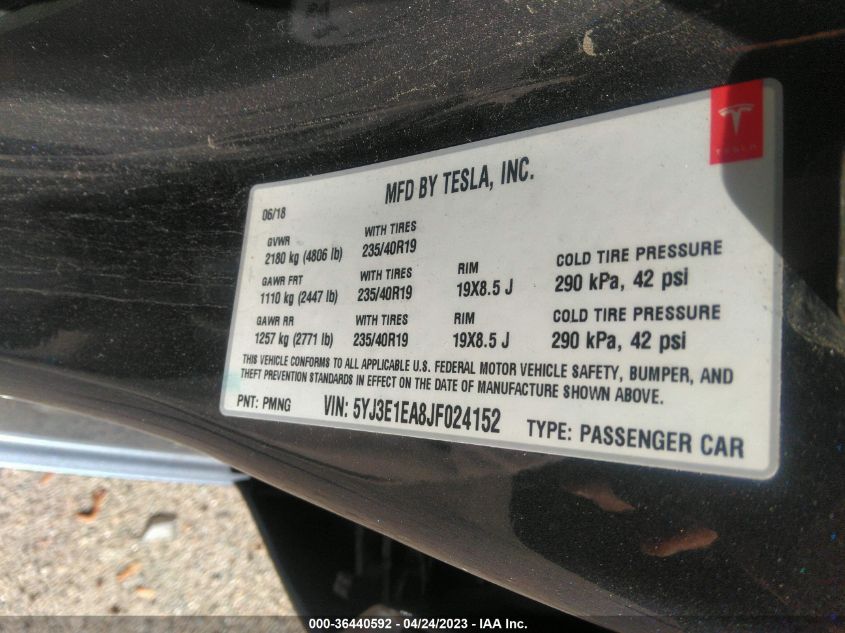 TESLA
MFD BY TESLA, INC.
06/18
GVWR WITH TIRES
2180 kg (4806 lb) 235/40R19
GAWR FRT WITH TIRES RIM COLD TIRE PRESSURE
1110 kg (2447 lb) 235/40R19 19X8.5 J 290 kPa, 42 psi
GAWR RR WITH TIRES RIM COLD TIRE PRESSURE
1257 kg (2771 lb) 235/40R19 19X8.5 J 290 kPa, 42 psi
THIS VEHICLE CONFORMS TO ALL APPLICABLE U.S. FEDERAL MOTOR VEHICLE SAFETY, BUMPER, AND
THEFT PREVENTION STANDARDS IN EFFECT ON THE DATE OF MANUFACTURE SHOWN ABOVE.
PNT: PMNG VIN: 5YJ3E1EA8JF024152 TYPE: PASSENGER CAR
000-36440592 - 04/24/2023 - IAA Inc.